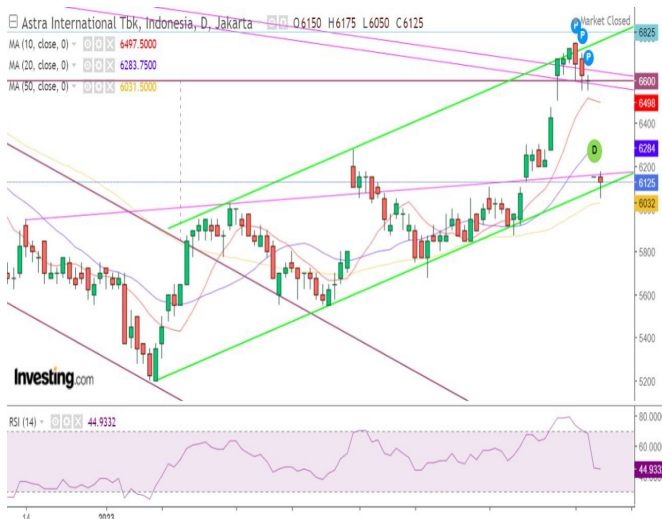 Astra International Tbk, Indonesia, D, Jakarta O6150 H6175 L6050 C6125
Market Closed
MA (10, close, 0) 6497.5000
MA (20, close, 0) 6283.7500
MA (50, close, 0) 6031.5000
P
P
P
D
6825
6600
6498
6400
6284
6200
6125
6032
6000
5800
5600
5400
5200
Investing.com
RSI (14) 44.9332
80.0000
60.0000
44.9332
14
2023